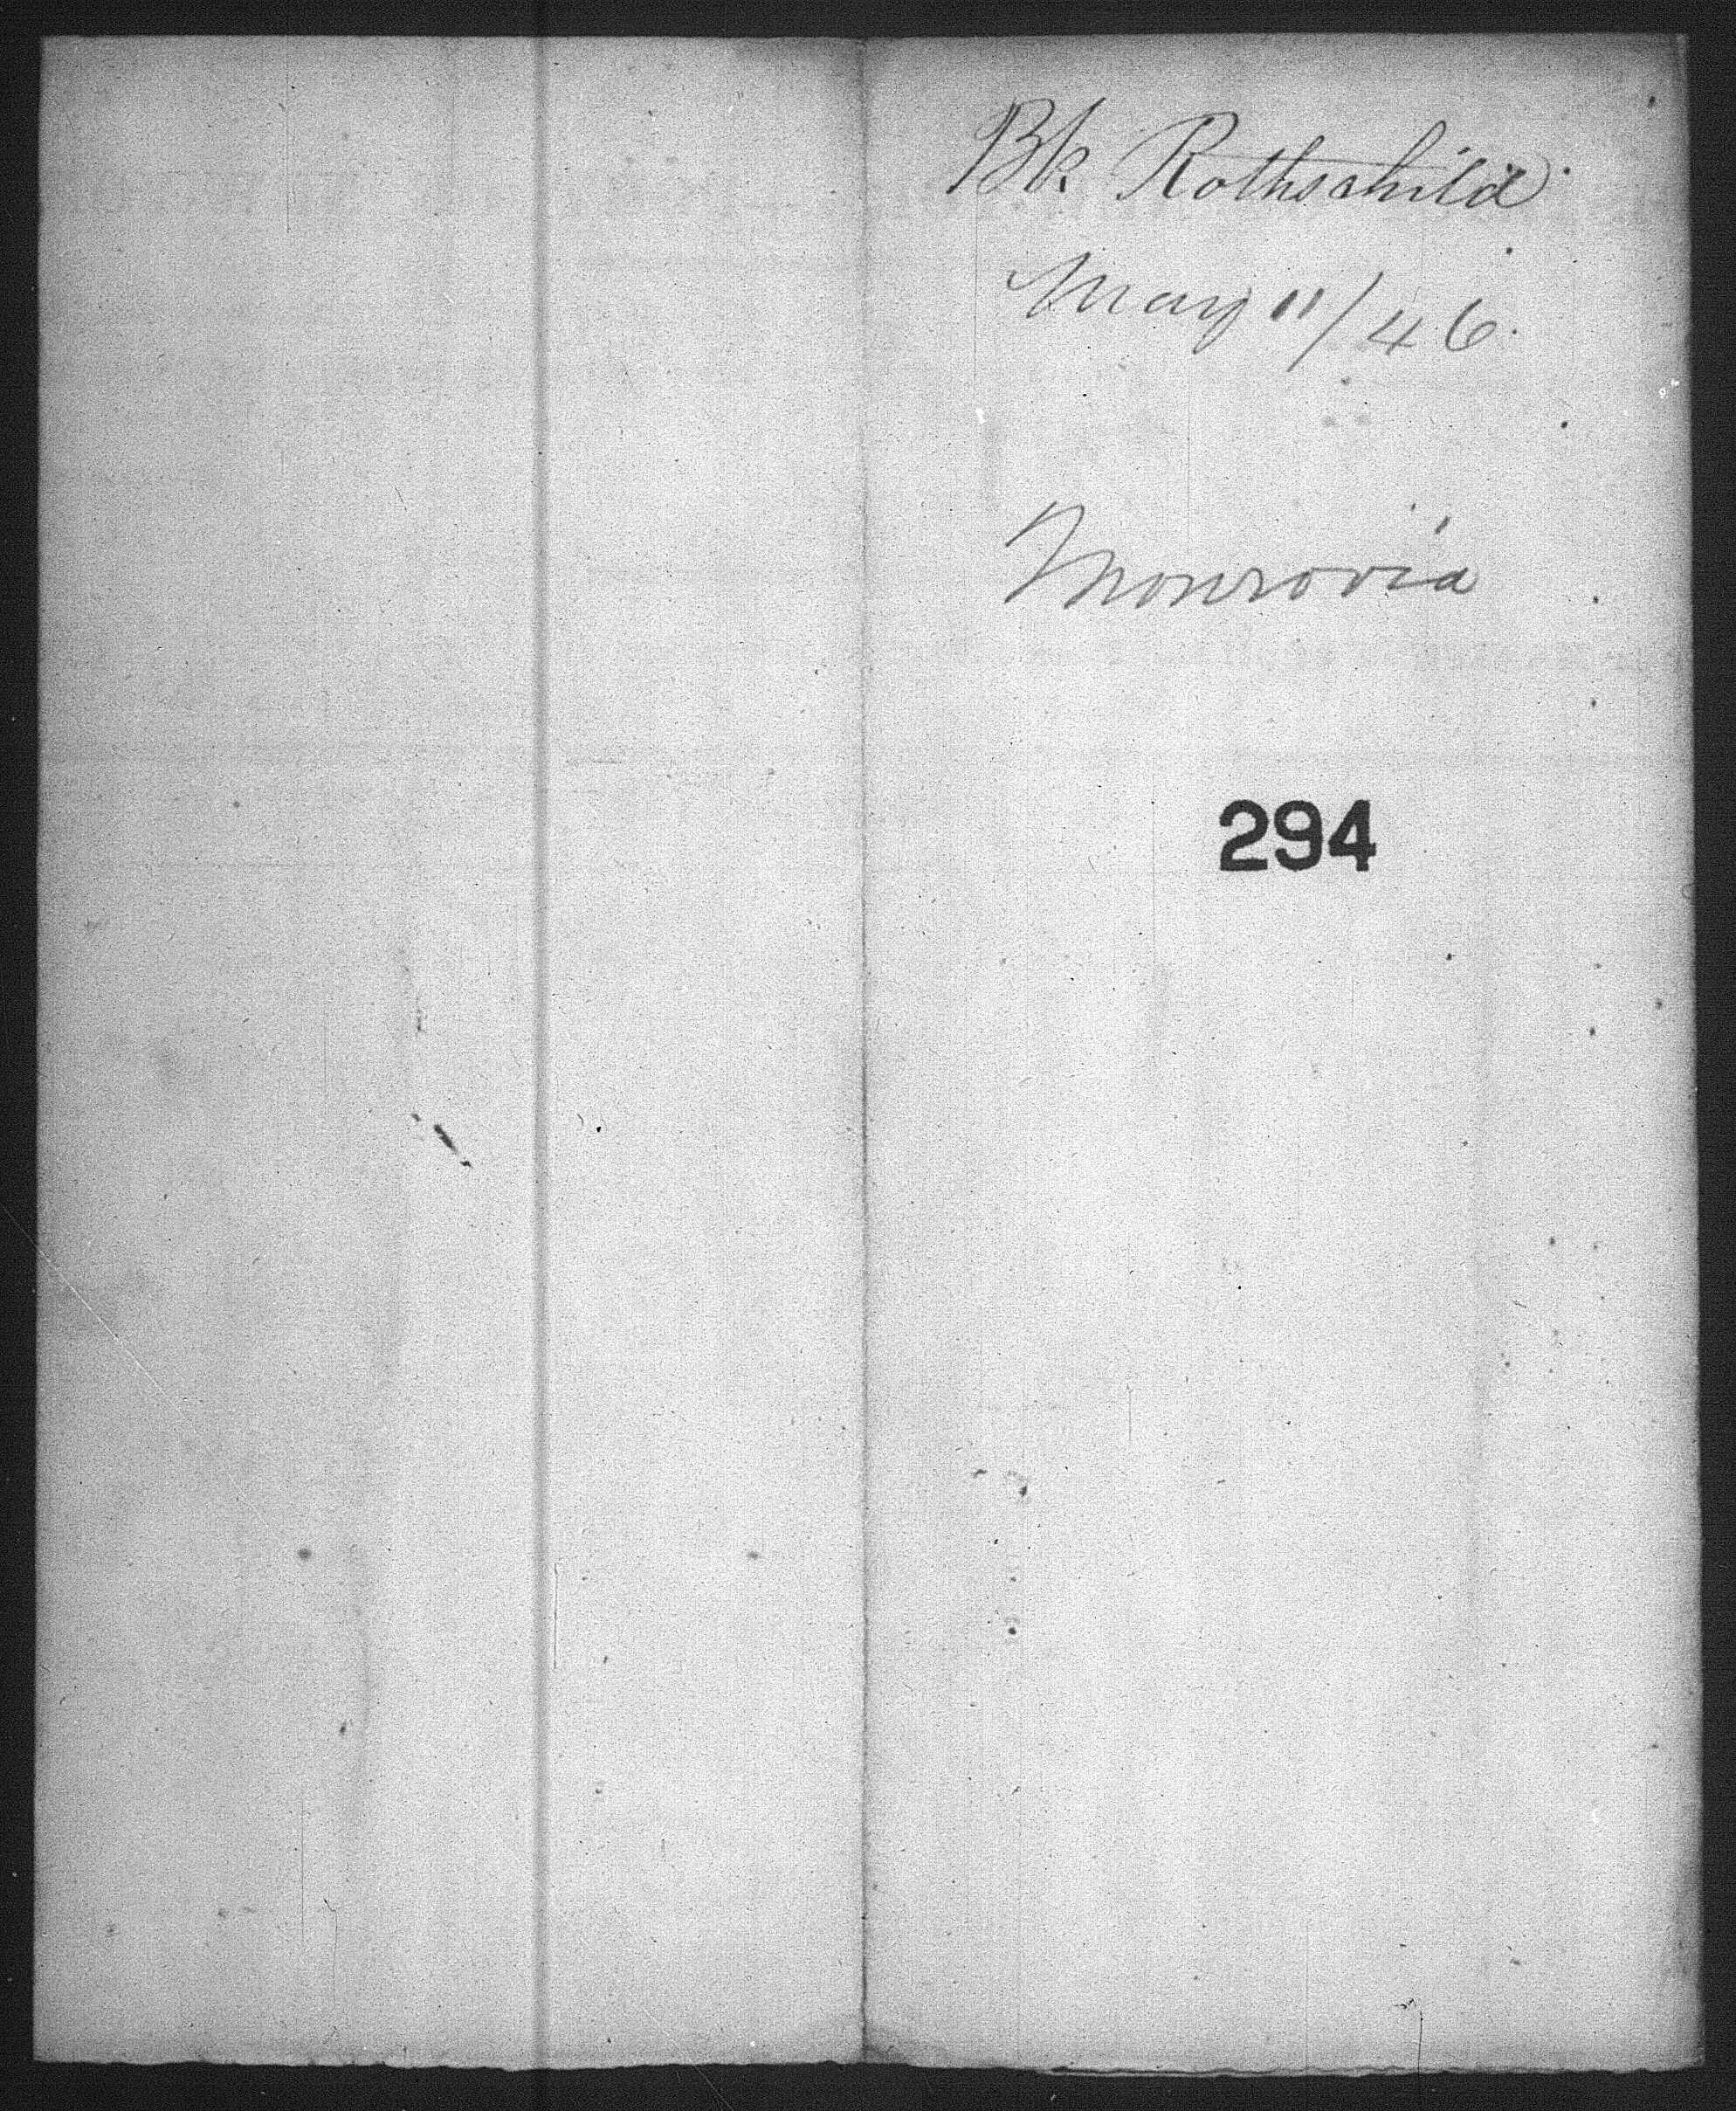 Bk Rothschild
May 11/46.
Monrovia
294